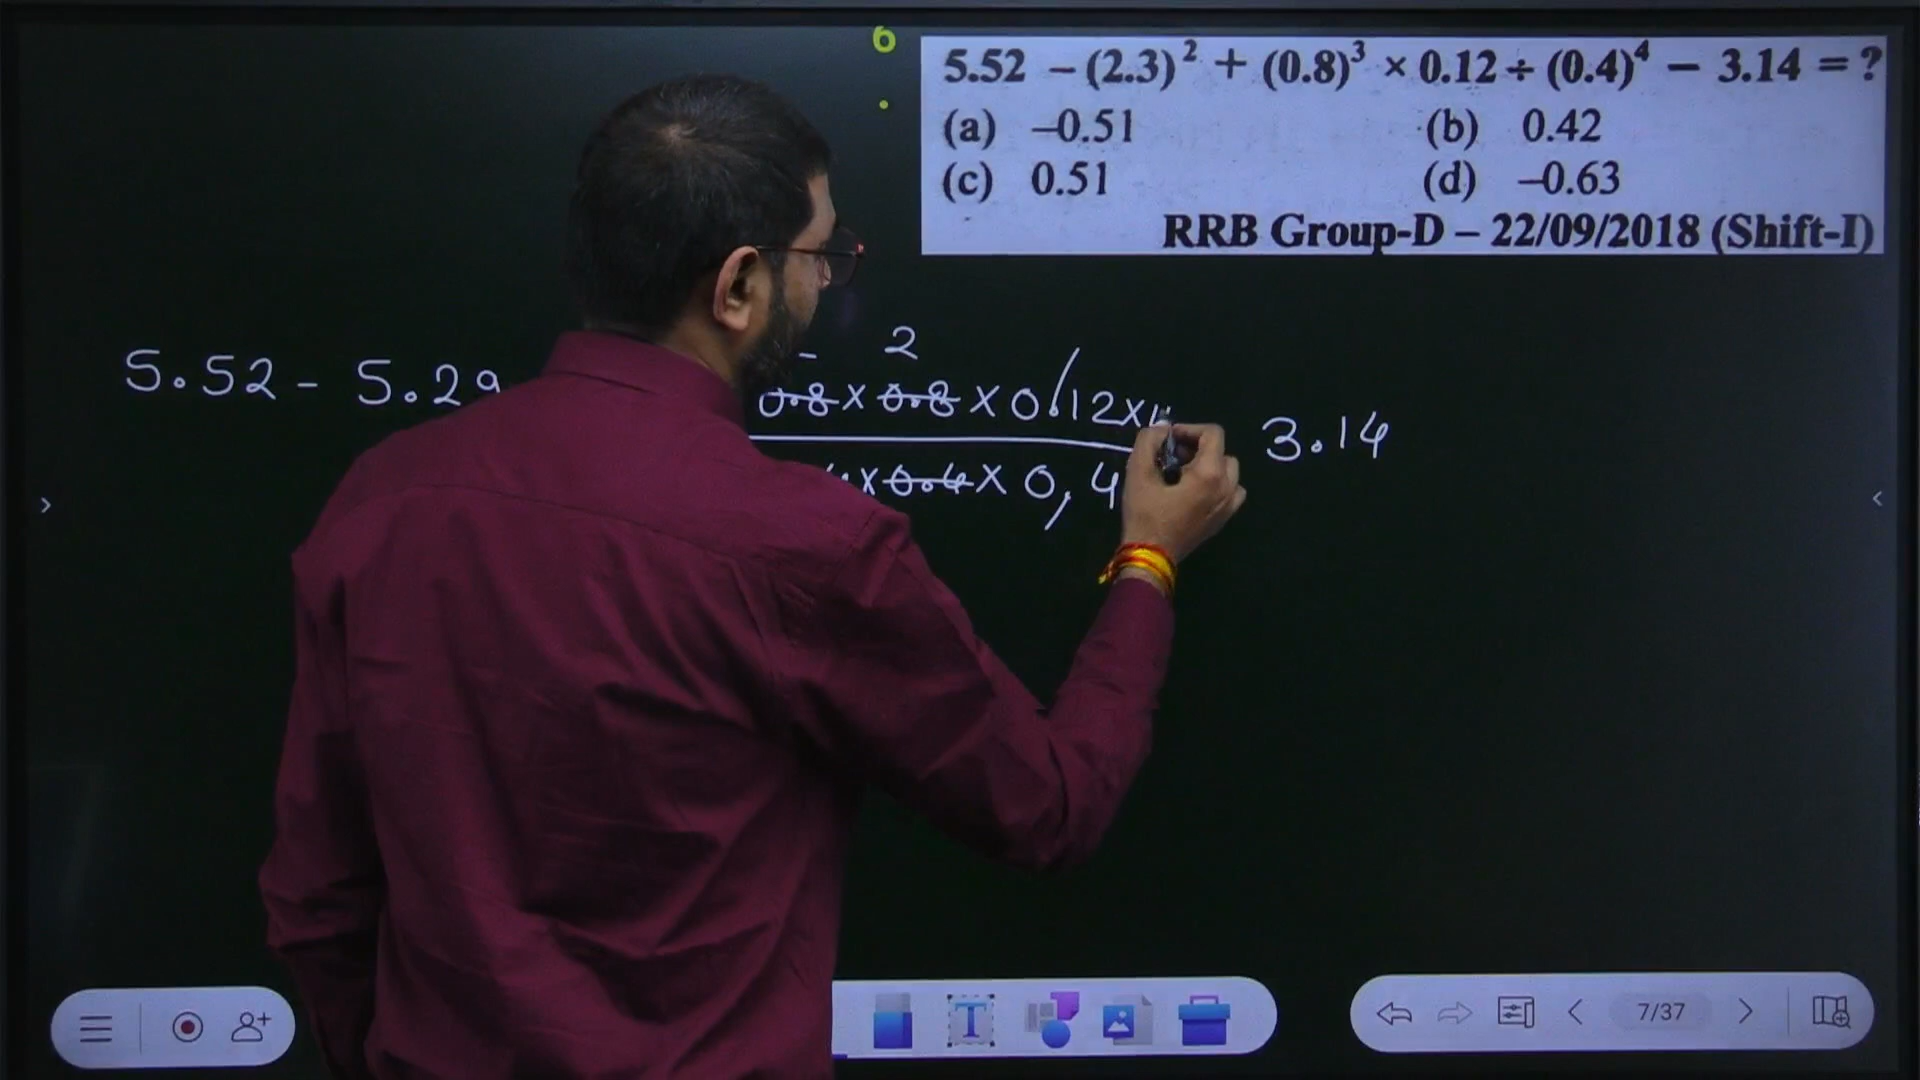 6
.
5.52 – (2.3)² + (0.8)³ × 0.12 ÷ (0.4)⁴ – 3.14 = ?
(a) –0.51 (b) 0.42
(c) 0.51 (d) –0.63
RRB Group-D – 22/09/2018 (Shift-I)
2
5.52 - 5.29 0.8 × 0.8 × 0.12 × 3.14
× 0.4 × 0.4
T
7/37